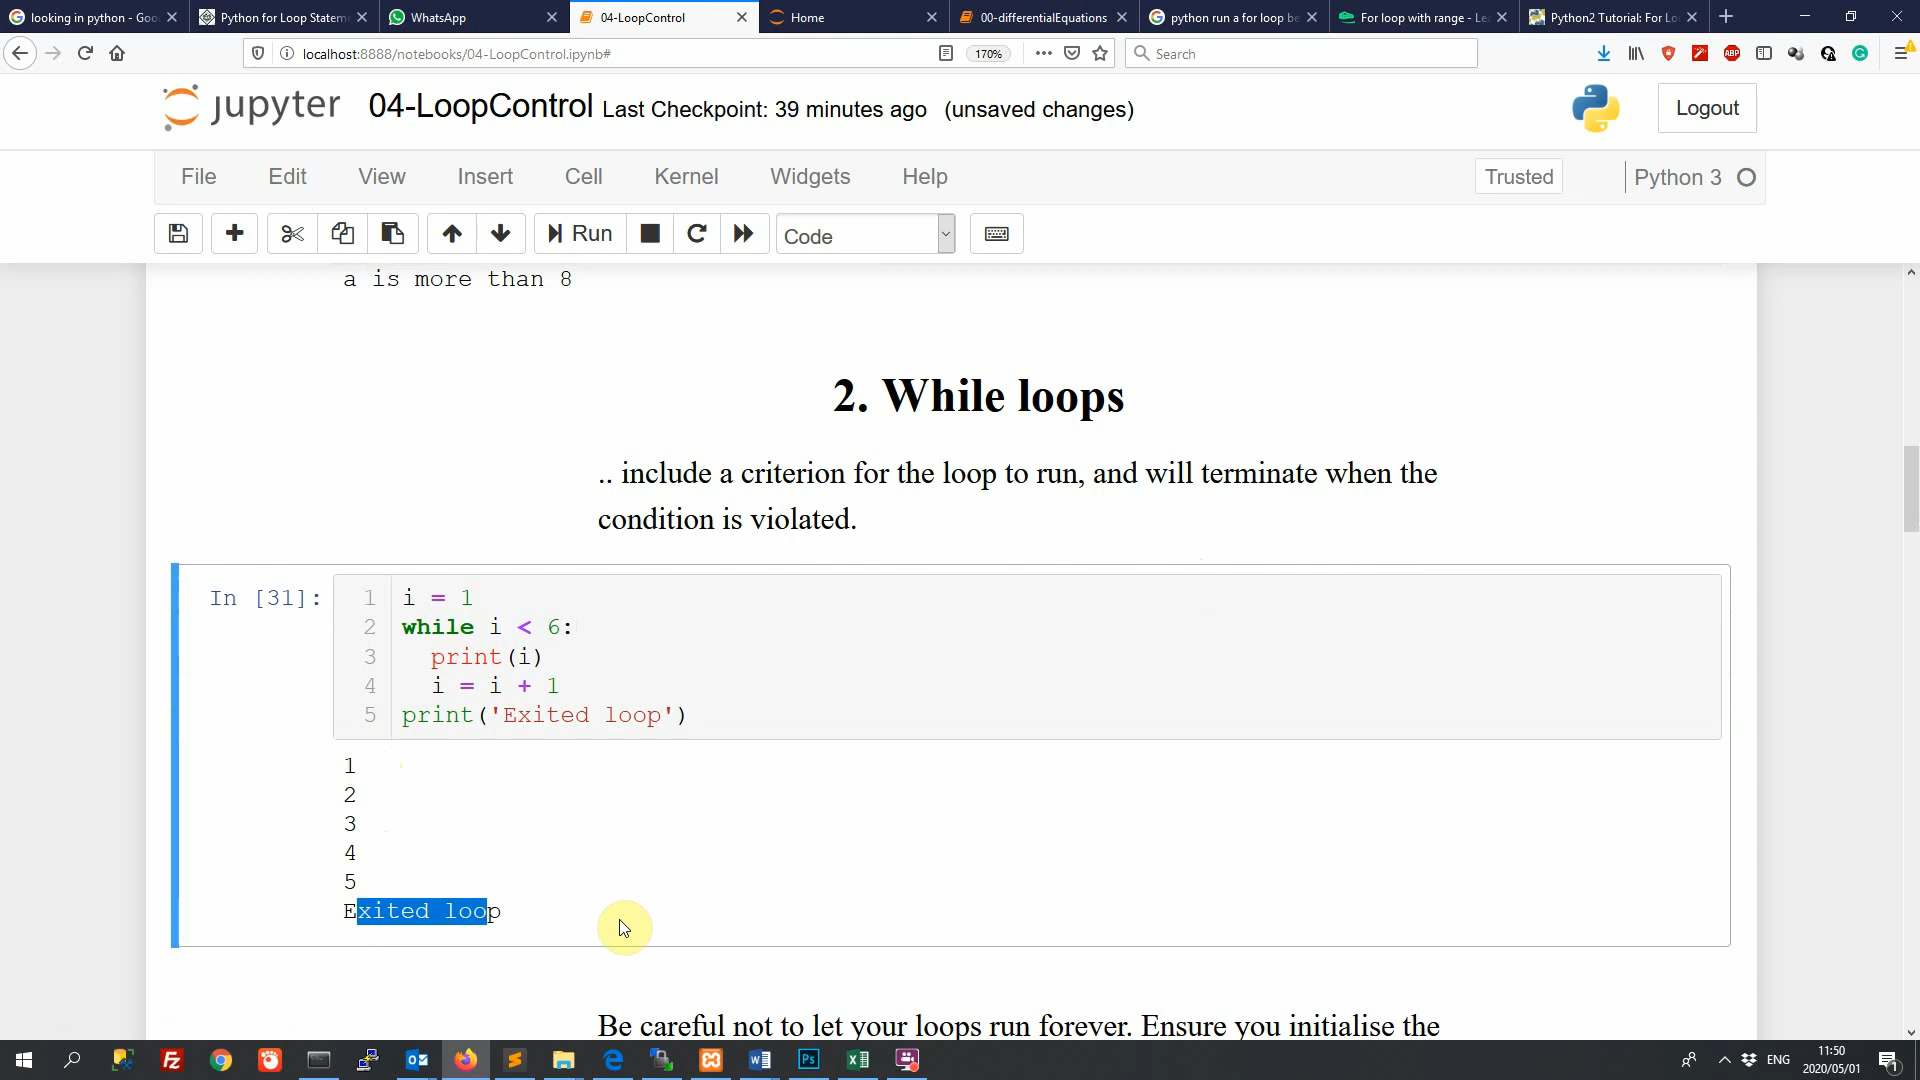 looking in python - Goo
Python for Loop Stateme
WhatsApp
04-LoopControl
Home
00-differentialEquations
python run a for loop be
For loop with range - Le
Python2 Tutorial: For Lo
localhost:8888/notebooks/04-LoopControl.ipynb#
170%
Search
ABP
jupyter
04-LoopControl Last Checkpoint: 39 minutes ago (unsaved changes)
Logout
File Edit View Insert Cell Kernel Widgets Help
Trusted
Python 3
Run
Code
a is more than 8
2. While loops
.. include a criterion for the loop to run, and will terminate when the
condition is violated.
In [31]:
1 i = 1
2 while i < 6:
3 print(i)
4 i = i + 1
5 print('Exited loop')
1
2
3
4
5
Exited loop
Be careful not to let your loops run forever. Ensure you initialise the
ENG
11:50
2020/05/01
1